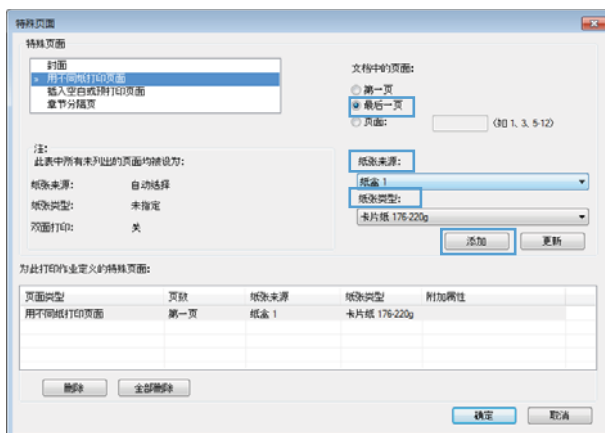 特殊页面
特殊页面
封面
» 用不同纸打印页面
插入空白或预打印页面
章节分隔页
文档中的页面:
第一页
最后一页
页面:
(如 1、3、5-12)
注:
此表中所有未列出的页面均被设为:
纸张来源:
自动选择
纸张类型:
未指定
双面打印:
关
纸张来源:
纸盒 1
纸张类型:
卡片纸 176-220g
添加
更新
为此打印作业定义的特殊页面:
页面类型 页数 纸张来源 纸张类型 附加属性
用不同纸打印页面 第一页 纸盒 1 卡片纸 176-220g
删除
全部删除
确定
取消